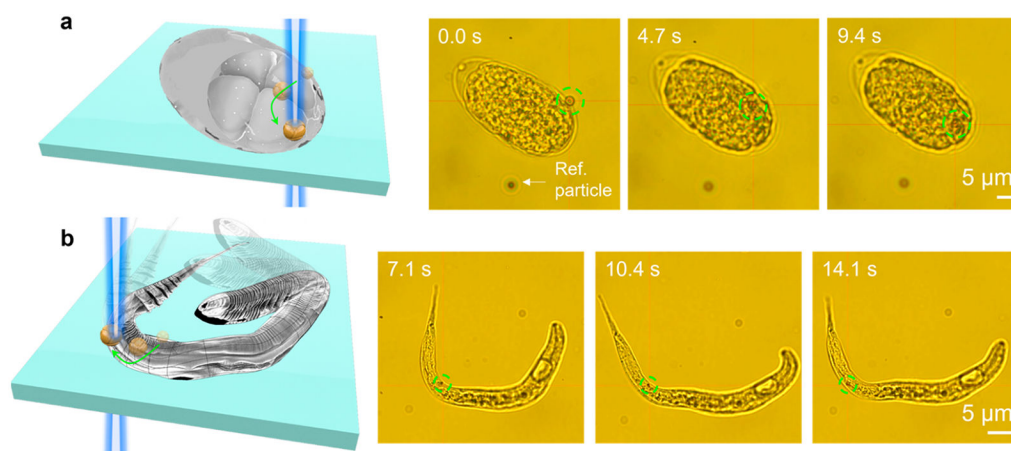 a
0.0 s
4.7 s
9.4 s
Ref.
particle
5 μm
b
7.1 s
10.4 s
14.1 s
5 μm